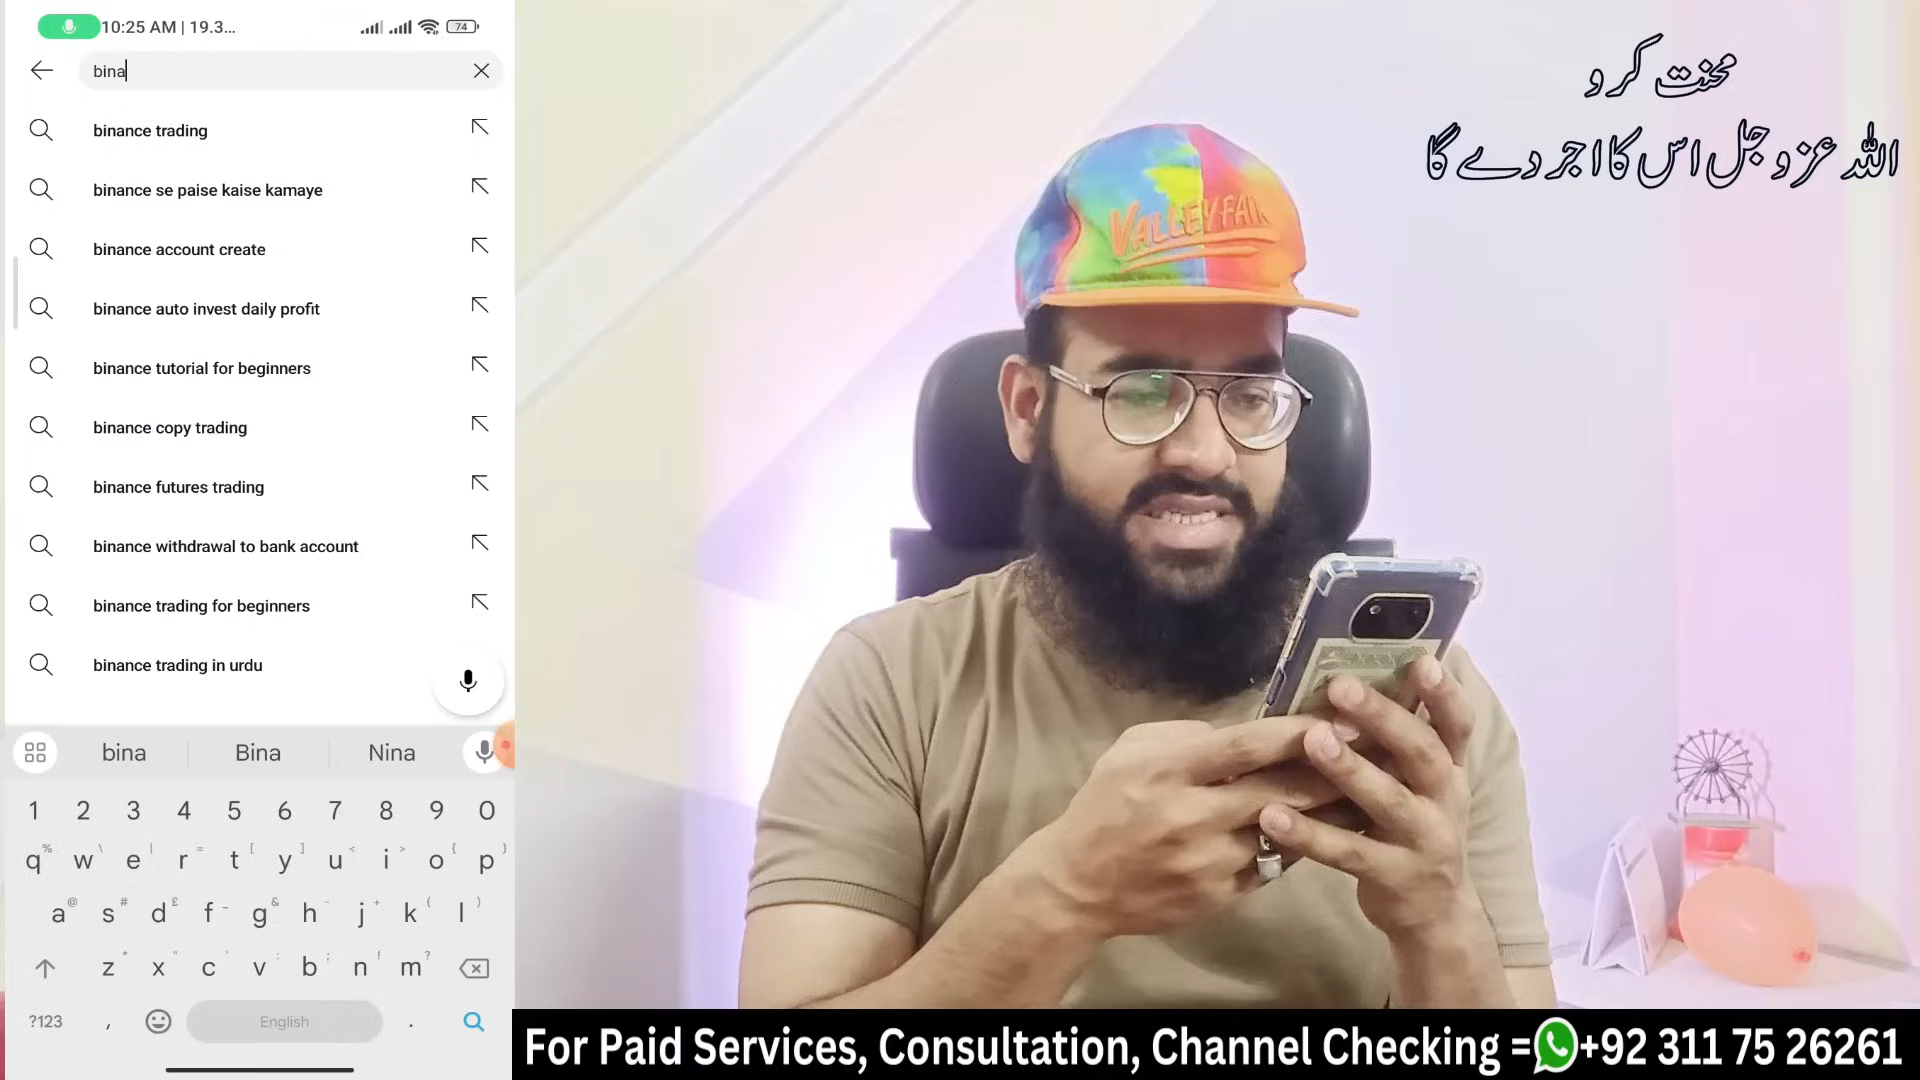 10:25 AM | 19.3...
74
bina
binance trading
binance se paise kaise kamaye
binance account create
binance auto invest daily profit
binance tutorial for beginners
binance copy trading
binance futures trading
binance withdrawal to bank account
binance trading for beginners
binance trading in urdu
bina Bina Nina
1 2 3 4 5 6 7 8 9 0
q w e r t y u i o p
a s d f g h j k l
z x c v b n m
?123 , English .
محنت کرو
اللہ عزوجل اس کا اجر دے گا
VALLEYFAIR
For Paid Services, Consultation, Channel Checking = +92 311 75 26261